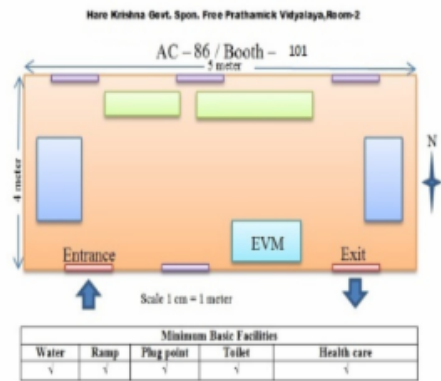 Hare Krishna Govt. Spon. Free Prathamick Vidyalaya,Room-2
AC – 86 / Booth – 101
5 meter
4 meter
N
Entrance
EVM
Exit
Scale 1 cm = 1 meter
Minimum Basic Facilities
Water Ramp Plug point Toilet Health care
√ √ √ √ √